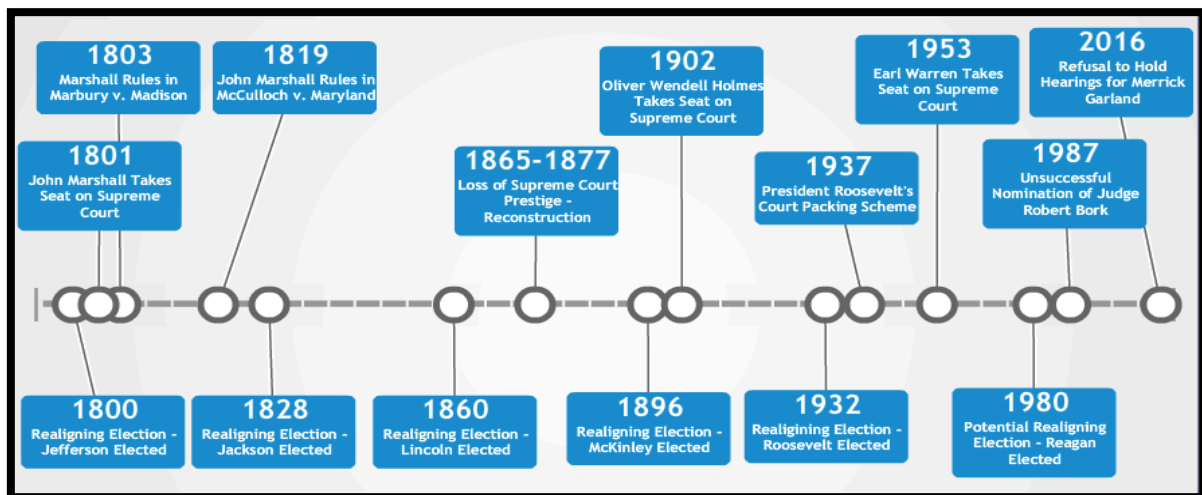 1803
Marshall Rules in
Marbury v. Madison
1819
John Marshall Rules in
McCulloch v. Maryland
1902
Oliver Wendell Holmes
Takes Seat on
Supreme Court
1953
Earl Warren Takes
Seat on Supreme
Court
2016
Refusal to Hold
Hearings for Merrick
Garland
1801
John Marshall Takes
Seat on Supreme
Court
1865-1877
Loss of Supreme Court
Prestige -
Reconstruction
1937
President Roosevelt's
Court Packing Scheme
1987
Unsuccessful
Nomination of Judge
Robert Bork
1800
Realigning Election -
Jefferson Elected
1828
Realigning Election -
Jackson Elected
1860
Realigning Election -
Lincoln Elected
1896
Realigning Election -
McKinley Elected
1932
Realigining Election -
Roosevelt Elected
1980
Potential Realigning
Election - Reagan
Elected